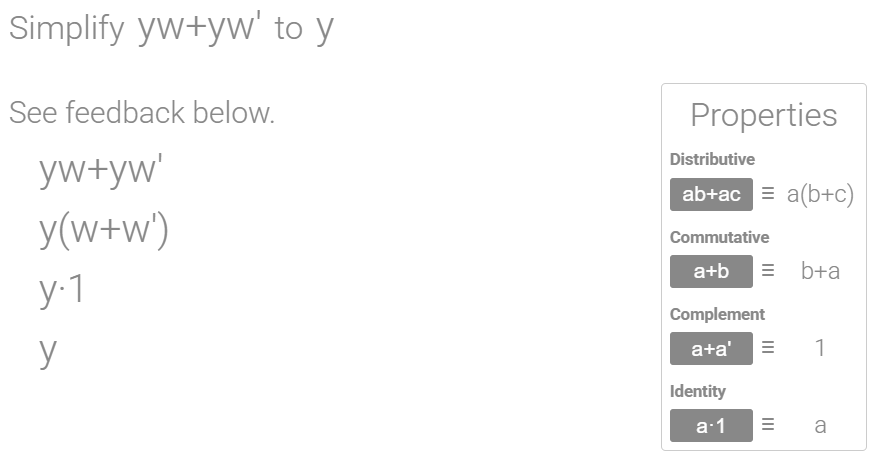 Simplify yw+yw' to y
See feedback below.
yw+yw'
y(w+w')
y·1
y
Properties
Distributive
ab+ac ≡ a(b+c)
Commutative
a+b ≡ b+a
Complement
a+a' ≡ 1
Identity
a·1 ≡ a